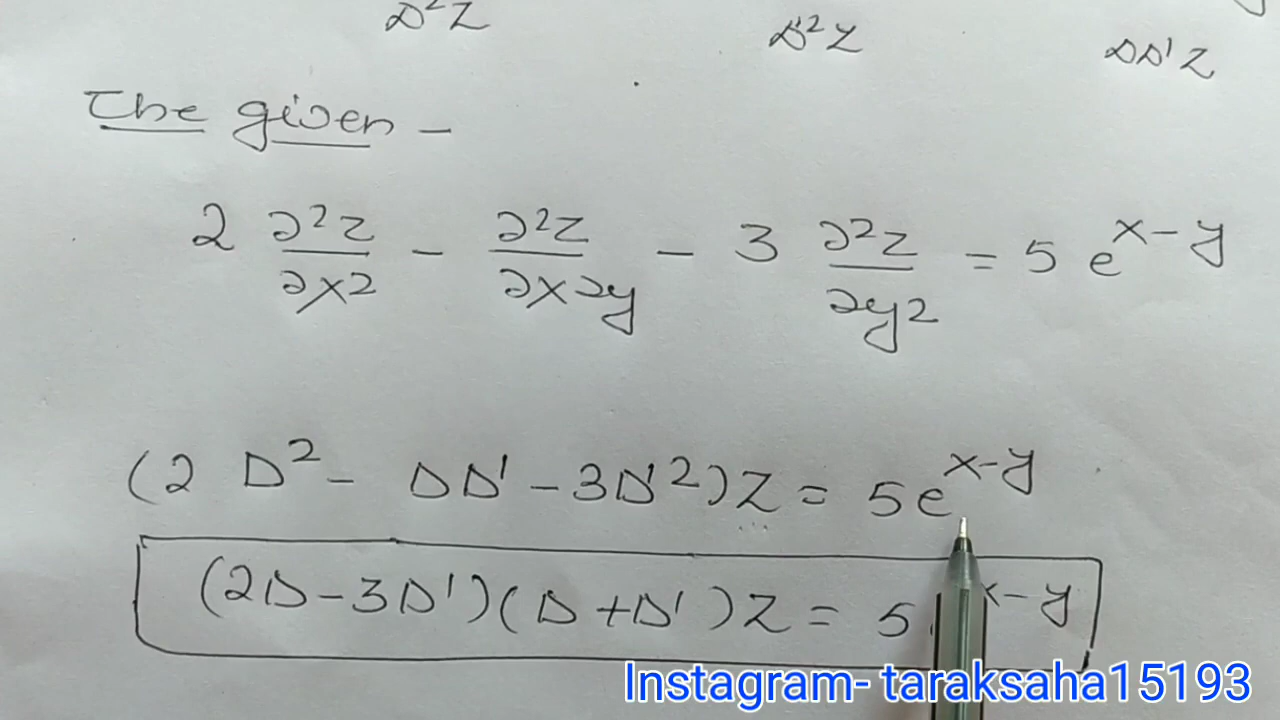 D²Z D'²Z DD'Z
The given -
2 ∂²z/∂x² - ∂²z/∂x∂y - 3 ∂²z/∂y² = 5 e^(x-y)
(2 D² - DD' - 3D'²)Z = 5e^(x-y)
(2D - 3D')(D + D')Z = 5 x-y
Instagram- taraksaha15193